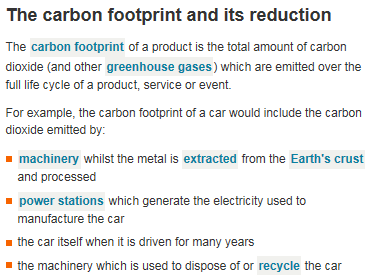 The carbon footprint and its reduction
The carbon footprint of a product is the total amount of carbon
dioxide (and other greenhouse gases) which are emitted over the
full life cycle of a product, service or event.
For example, the carbon footprint of a car would include the carbon
dioxide emitted by:
machinery whilst the metal is extracted from the Earth's crust
and processed
power stations which generate the electricity used to
manufacture the car
the car itself when it is driven for many years
the machinery which is used to dispose of or recycle the car